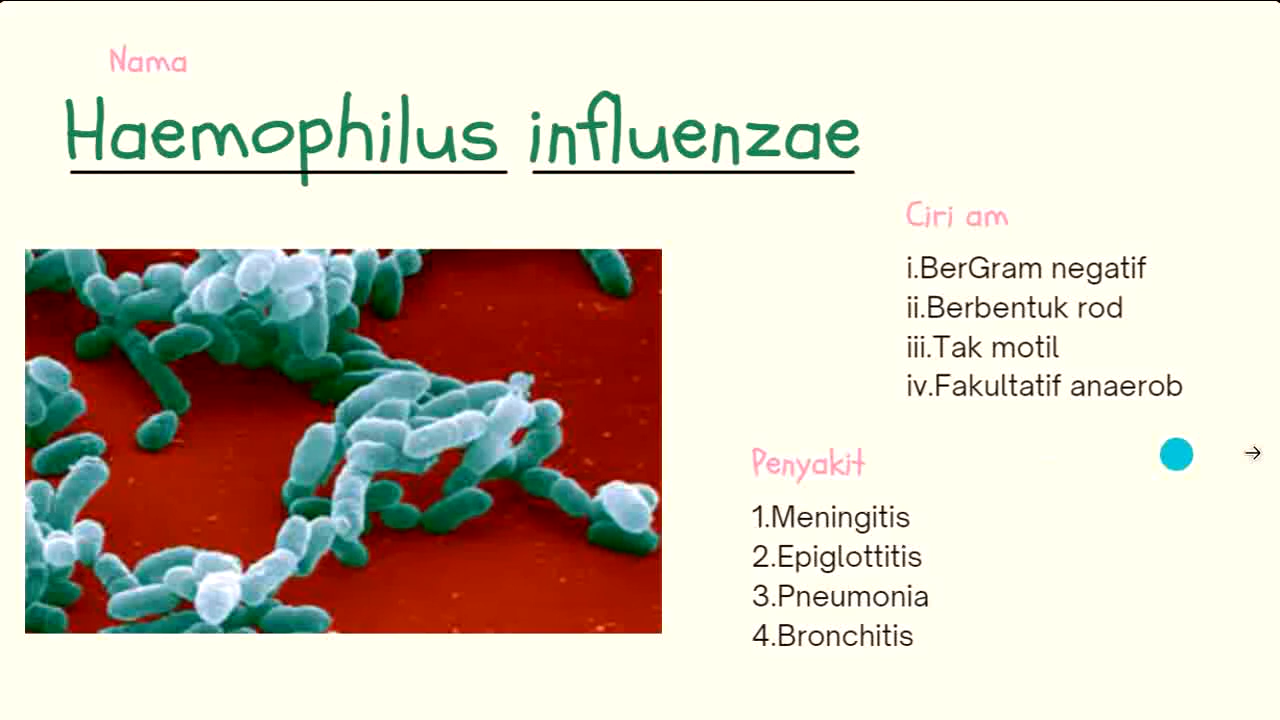 Nama
Haemophilus influenzae
Ciri am
i.BerGram negatif
ii.Berbentuk rod
iii.Tak motil
iv.Fakultatif anaerob
Penyakit
1.Meningitis
2.Epiglottitis
3.Pneumonia
4.Bronchitis